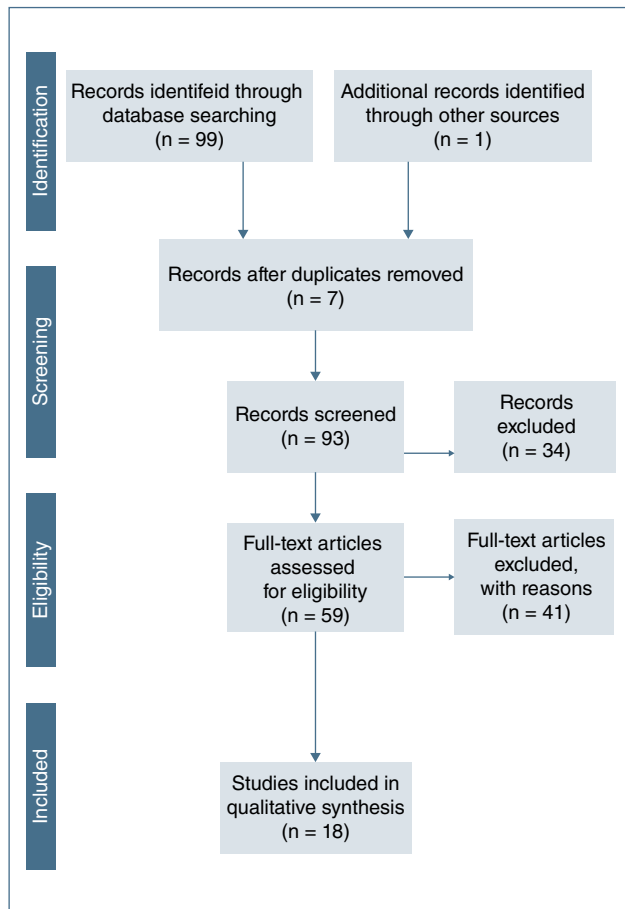 Identification
Records identifeid through
database searching
(n = 99)
Additional records identified
through other sources
(n = 1)
Screening
Records after duplicates removed
(n = 7)
Records screened
(n = 93)
Records
excluded
(n = 34)
Eligibility
Full-text articles
assessed
for eligibility
(n = 59)
Full-text articles
excluded,
with reasons
(n = 41)
Included
Studies included in
qualitative synthesis
(n = 18)